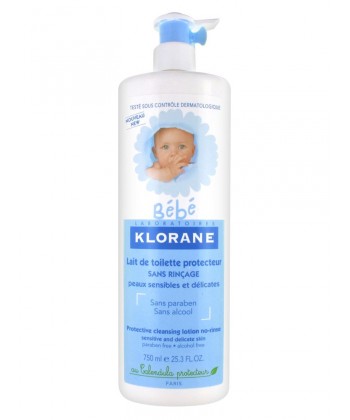 TESTÉ SOUS CONTRÔLE DERMATOLOGIQUE
NOUVEAU
NEW
Bébé
LABORATOIRES
KLORANE
Lait de toilette protecteur
SANS RINÇAGE
peaux sensibles et délicates
Sans paraben
Sans alcool
Protective cleansing lotion no-rinse
sensitive and delicate skin
paraben free • alcohol free
750 ml e 25.3 FL.OZ.
au Calendula protecteur
PARIS